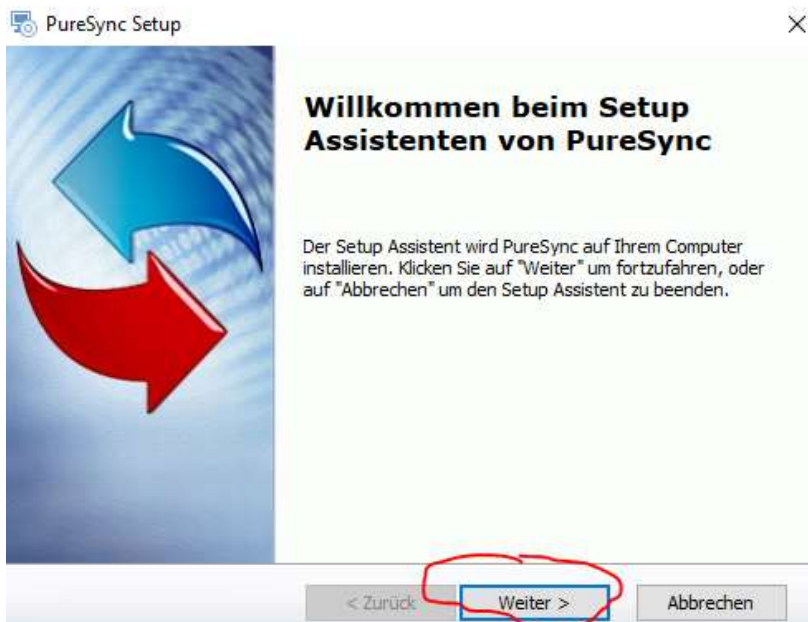 PureSync Setup
Willkommen beim Setup
Assistenten von PureSync
Der Setup Assistent wird PureSync auf Ihrem Computer
installieren. Klicken Sie auf "Weiter" um fortzufahren, oder
auf "Abbrechen" um den Setup Assistent zu beenden.
< Zurück Weiter > Abbrechen